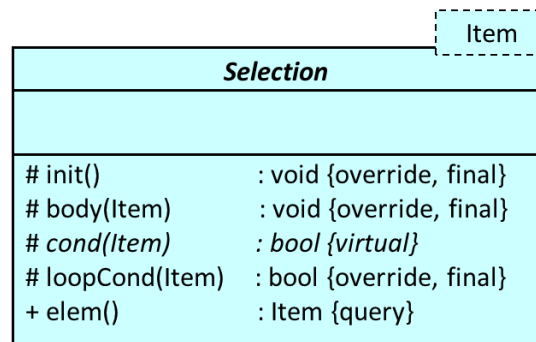 Item
Selection
# init() : void {override, final}
# body(Item) : void {override, final}
# cond(Item) : bool {virtual}
# loopCond(Item) : bool {override, final}
+ elem() : Item {query}